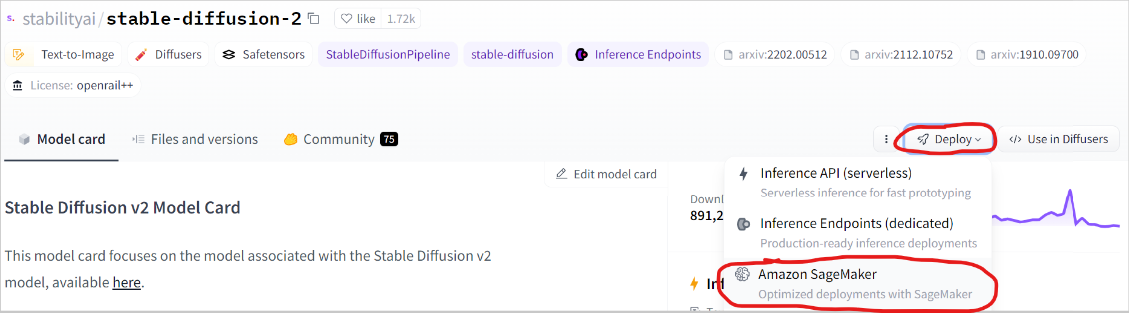 s. stabilityai/stable-diffusion-2 like 1.72k
Text-to-Image Diffusers Safetensors StableDiffusionPipeline stable-diffusion Inference Endpoints arxiv:2202.00512 arxiv:2112.10752 arxiv:1910.09700
License: openrail++
Model card Files and versions Community 75 Deploy </> Use in Diffusers
Edit model card
Stable Diffusion v2 Model Card
This model card focuses on the model associated with the Stable Diffusion v2
model, available here.
891,2
Inference API (serverless)
Serverless inference for fast prototyping
Inference Endpoints (dedicated)
Production-ready inference deployments
Amazon SageMaker
Optimized deployments with SageMaker